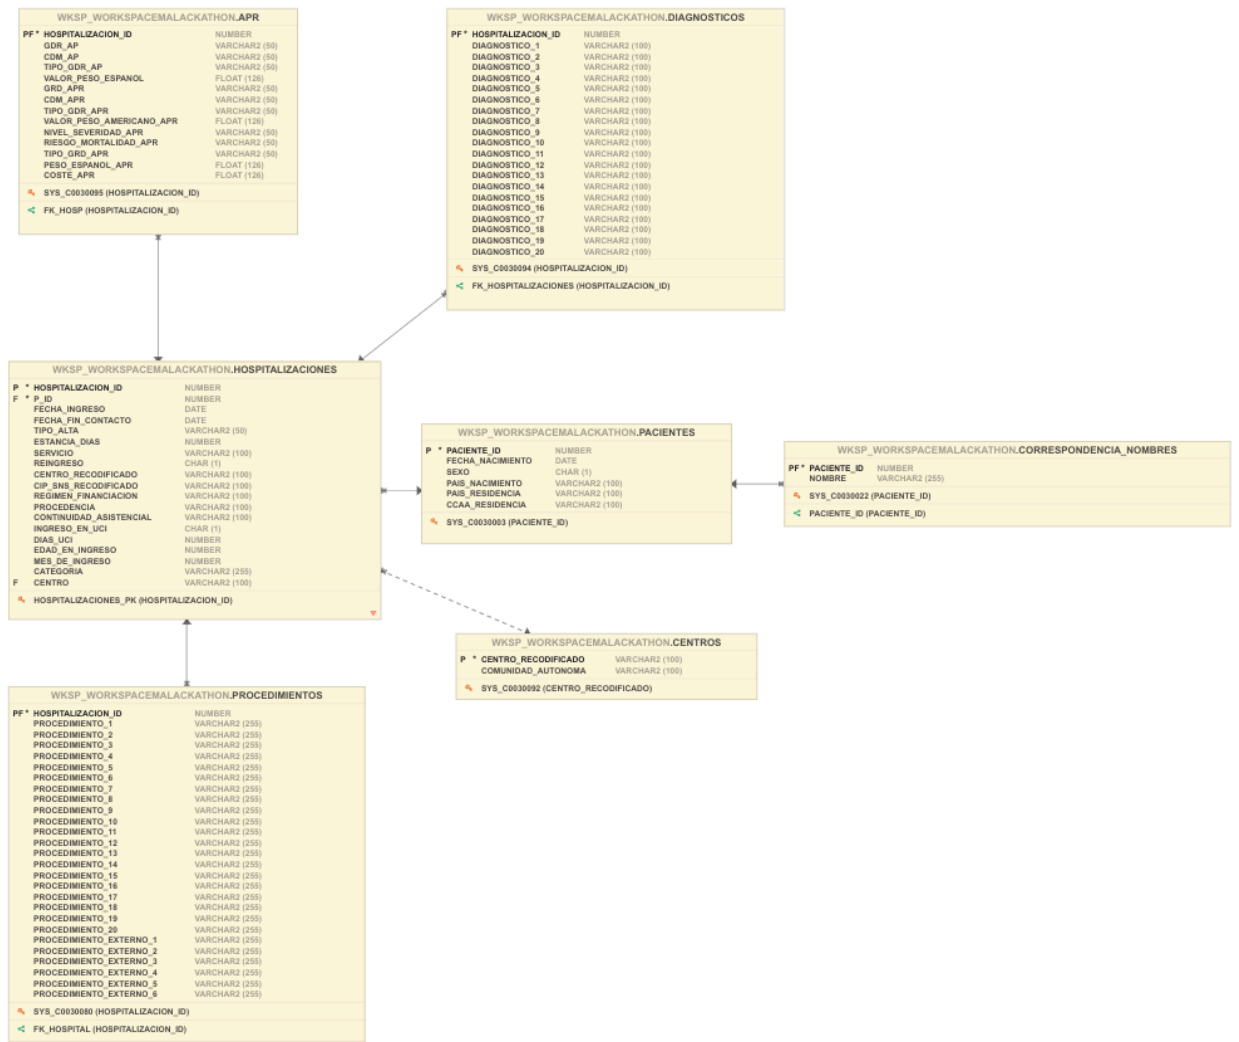 WKSP_WORKSPACEMALACKATHON.APR
PF* HOSPITALIZACION_ID NUMBER
GDR_AP VARCHAR2 (50)
CDM_AP VARCHAR2 (50)
TIPO_GDR_AP VARCHAR2 (50)
VALOR_PESO_ESPANOL FLOAT (126)
GRD_APR VARCHAR2 (50)
CDM_APR VARCHAR2 (50)
TIPO_GDR_APR VARCHAR2 (50)
VALOR_PESO_AMERICANO_APR FLOAT (126)
NIVEL_SEVERIDAD_APR VARCHAR2 (50)
RIESGO_MORTALIDAD_APR VARCHAR2 (50)
TIPO_GRD_APR VARCHAR2 (50)
PESO_ESPANOL_APR FLOAT (126)
COSTE_APR FLOAT (126)
SYS_C0030095 (HOSPITALIZACION_ID)
FK_HOSP (HOSPITALIZACION_ID)
WKSP_WORKSPACEMALACKATHON.DIAGNOSTICOS
PF* HOSPITALIZACION_ID NUMBER
DIAGNOSTICO_1 VARCHAR2 (100)
DIAGNOSTICO_2 VARCHAR2 (100)
DIAGNOSTICO_3 VARCHAR2 (100)
DIAGNOSTICO_4 VARCHAR2 (100)
DIAGNOSTICO_5 VARCHAR2 (100)
DIAGNOSTICO_6 VARCHAR2 (100)
DIAGNOSTICO_7 VARCHAR2 (100)
DIAGNOSTICO_8 VARCHAR2 (100)
DIAGNOSTICO_9 VARCHAR2 (100)
DIAGNOSTICO_10 VARCHAR2 (100)
DIAGNOSTICO_11 VARCHAR2 (100)
DIAGNOSTICO_12 VARCHAR2 (100)
DIAGNOSTICO_13 VARCHAR2 (100)
DIAGNOSTICO_14 VARCHAR2 (100)
DIAGNOSTICO_15 VARCHAR2 (100)
DIAGNOSTICO_16 VARCHAR2 (100)
DIAGNOSTICO_17 VARCHAR2 (100)
DIAGNOSTICO_18 VARCHAR2 (100)
DIAGNOSTICO_19 VARCHAR2 (100)
DIAGNOSTICO_20 VARCHAR2 (100)
SYS_C0030094 (HOSPITALIZACION_ID)
FK_HOSPITALIZACIONES (HOSPITALIZACION_ID)
WKSP_WORKSPACEMALACKATHON.HOSPITALIZACIONES
P * HOSPITALIZACION_ID NUMBER
F * P_ID NUMBER
FECHA_INGRESO DATE
FECHA_FIN_CONTACTO DATE
TIPO_ALTA VARCHAR2 (50)
ESTANCIA_DIAS NUMBER
SERVICIO VARCHAR2 (100)
REINGRESO CHAR (1)
CENTRO_RECODIFICADO VARCHAR2 (100)
CIP_SNS_RECODIFICADO VARCHAR2 (100)
REGIMEN_FINANCIACION VARCHAR2 (100)
PROCEDENCIA VARCHAR2 (100)
CONTINUIDAD_ASISTENCIAL VARCHAR2 (100)
INGRESO_EN_UCI CHAR (1)
DIAS_UCI NUMBER
EDAD_EN_INGRESO NUMBER
MES_DE_INGRESO NUMBER
CATEGORIA VARCHAR2 (255)
F CENTRO VARCHAR2 (100)
HOSPITALIZACIONES_PK (HOSPITALIZACION_ID)
WKSP_WORKSPACEMALACKATHON.PACIENTES
P * PACIENTE_ID NUMBER
FECHA_NACIMIENTO DATE
SEXO CHAR (1)
PAIS_NACIMIENTO VARCHAR2 (100)
PAIS_RESIDENCIA VARCHAR2 (100)
CCAA_RESIDENCIA VARCHAR2 (100)
SYS_C0030003 (PACIENTE_ID)
WKSP_WORKSPACEMALACKATHON.CORRESPONDENCIA_NOMBRES
PF* PACIENTE_ID NUMBER
NOMBRE VARCHAR2 (255)
SYS_C0030022 (PACIENTE_ID)
PACIENTE_ID (PACIENTE_ID)
WKSP_WORKSPACEMALACKATHON.CENTROS
P * CENTRO_RECODIFICADO VARCHAR2 (100)
COMUNIDAD_AUTONOMA VARCHAR2 (100)
SYS_C0030092 (CENTRO_RECODIFICADO)
WKSP_WORKSPACEMALACKATHON.PROCEDIMIENTOS
PF* HOSPITALIZACION_ID NUMBER
PROCEDIMIENTO_1 VARCHAR2 (255)
PROCEDIMIENTO_2 VARCHAR2 (255)
PROCEDIMIENTO_3 VARCHAR2 (255)
PROCEDIMIENTO_4 VARCHAR2 (255)
PROCEDIMIENTO_5 VARCHAR2 (255)
PROCEDIMIENTO_6 VARCHAR2 (255)
PROCEDIMIENTO_7 VARCHAR2 (255)
PROCEDIMIENTO_8 VARCHAR2 (255)
PROCEDIMIENTO_9 VARCHAR2 (255)
PROCEDIMIENTO_10 VARCHAR2 (255)
PROCEDIMIENTO_11 VARCHAR2 (255)
PROCEDIMIENTO_12 VARCHAR2 (255)
PROCEDIMIENTO_13 VARCHAR2 (255)
PROCEDIMIENTO_14 VARCHAR2 (255)
PROCEDIMIENTO_15 VARCHAR2 (255)
PROCEDIMIENTO_16 VARCHAR2 (255)
PROCEDIMIENTO_17 VARCHAR2 (255)
PROCEDIMIENTO_18 VARCHAR2 (255)
PROCEDIMIENTO_19 VARCHAR2 (255)
PROCEDIMIENTO_20 VARCHAR2 (255)
PROCEDIMIENTO_EXTERNO_1 VARCHAR2 (255)
PROCEDIMIENTO_EXTERNO_2 VARCHAR2 (255)
PROCEDIMIENTO_EXTERNO_3 VARCHAR2 (255)
PROCEDIMIENTO_EXTERNO_4 VARCHAR2 (255)
PROCEDIMIENTO_EXTERNO_5 VARCHAR2 (255)
PROCEDIMIENTO_EXTERNO_6 VARCHAR2 (255)
SYS_C0030080 (HOSPITALIZACION_ID)
FK_HOSPITAL (HOSPITALIZACION_ID)